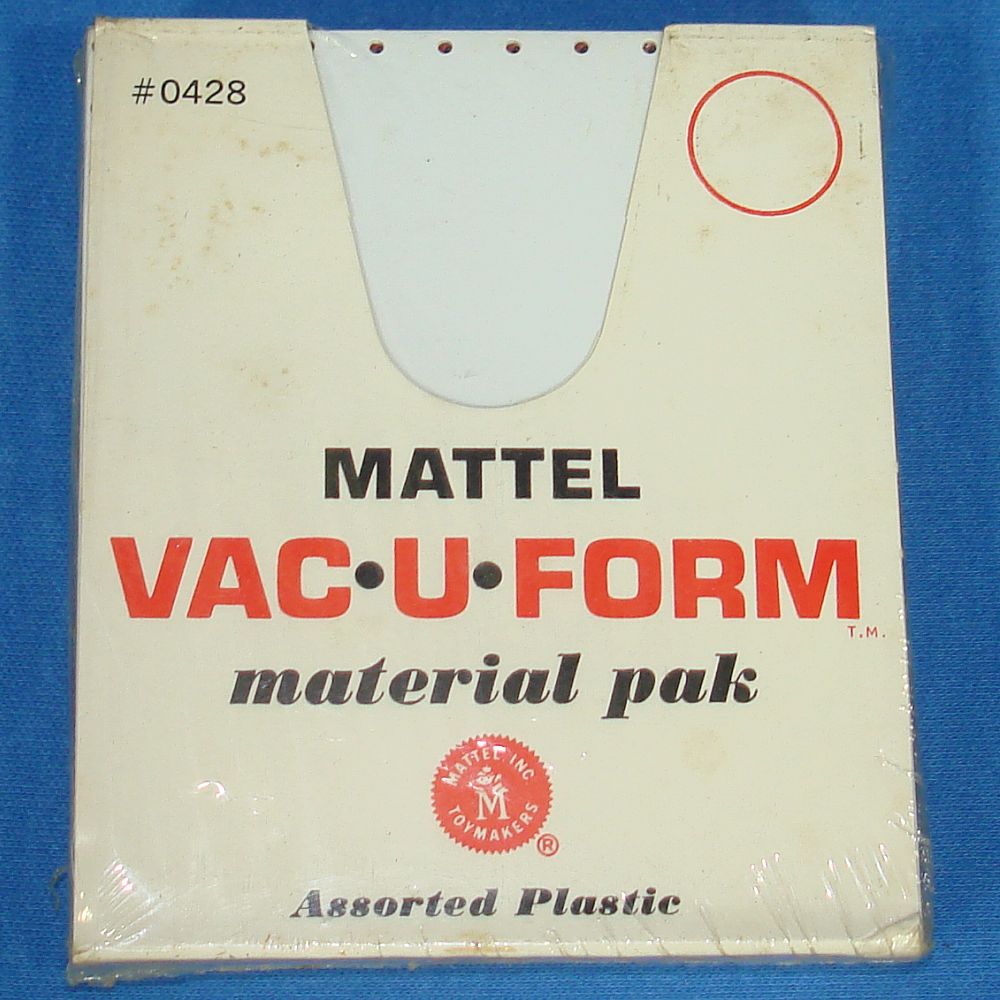 #0428
MATTEL
VAC•U•FORM
T.M.
material pak
MATTEL, INC.
M
TOYMAKERS
®
Assorted Plastic